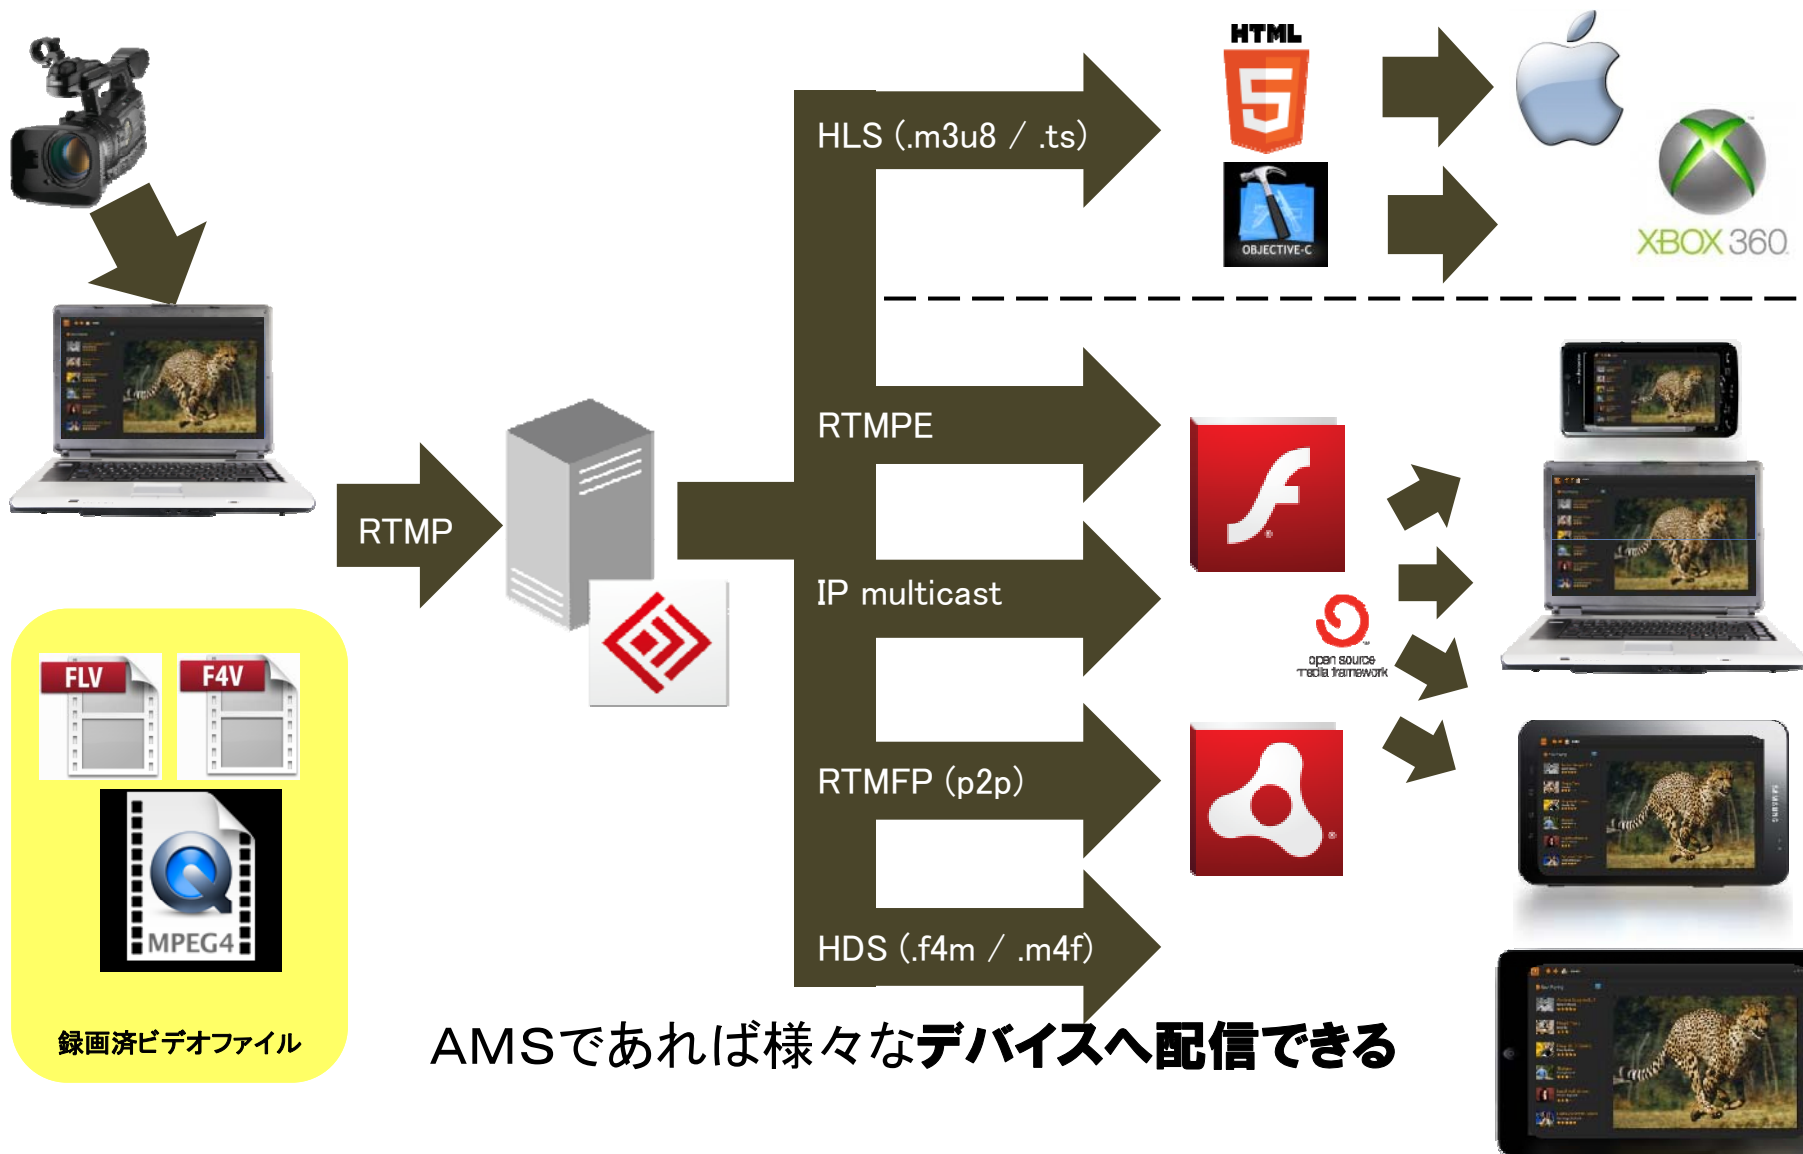 HTML
HLS (.m3u8 / .ts)
OBJECTIVE-C
XBOX 360
RTMPE
RTMP
IP multicast
open source
media framework
FLV
F4V
RTMFP (p2p)
SAMSUNG
MPEG4
HDS (.f4m / .m4f)
録画済ビデオファイル
AMSであれば様々なデバイスへ配信できる